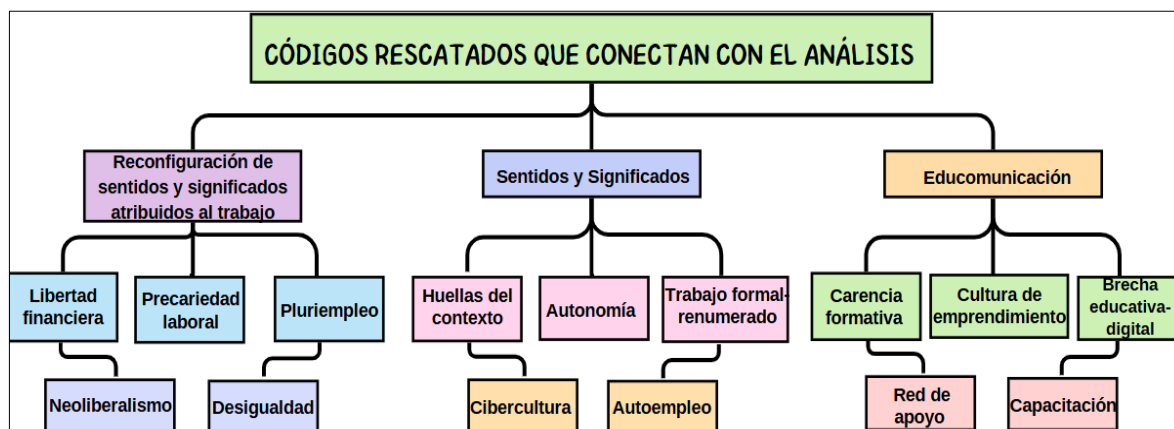 CÓDIGOS RESCATADOS QUE CONECTAN CON EL ANÁLISIS
Reconfiguración de
sentidos y significados
atribuidos al trabajo
Sentidos y Significados
Educomunicación
Libertad
financiera
Precariedad
laboral
Pluriempleo
Huellas del
contexto
Autonomía
Trabajo formal-
renumerado
Carencia
formativa
Cultura de
emprendimiento
Brecha
educativa-
digital
Neoliberalismo
Desigualdad
Cibercultura
Autoempleo
Red de
apoyo
Capacitación